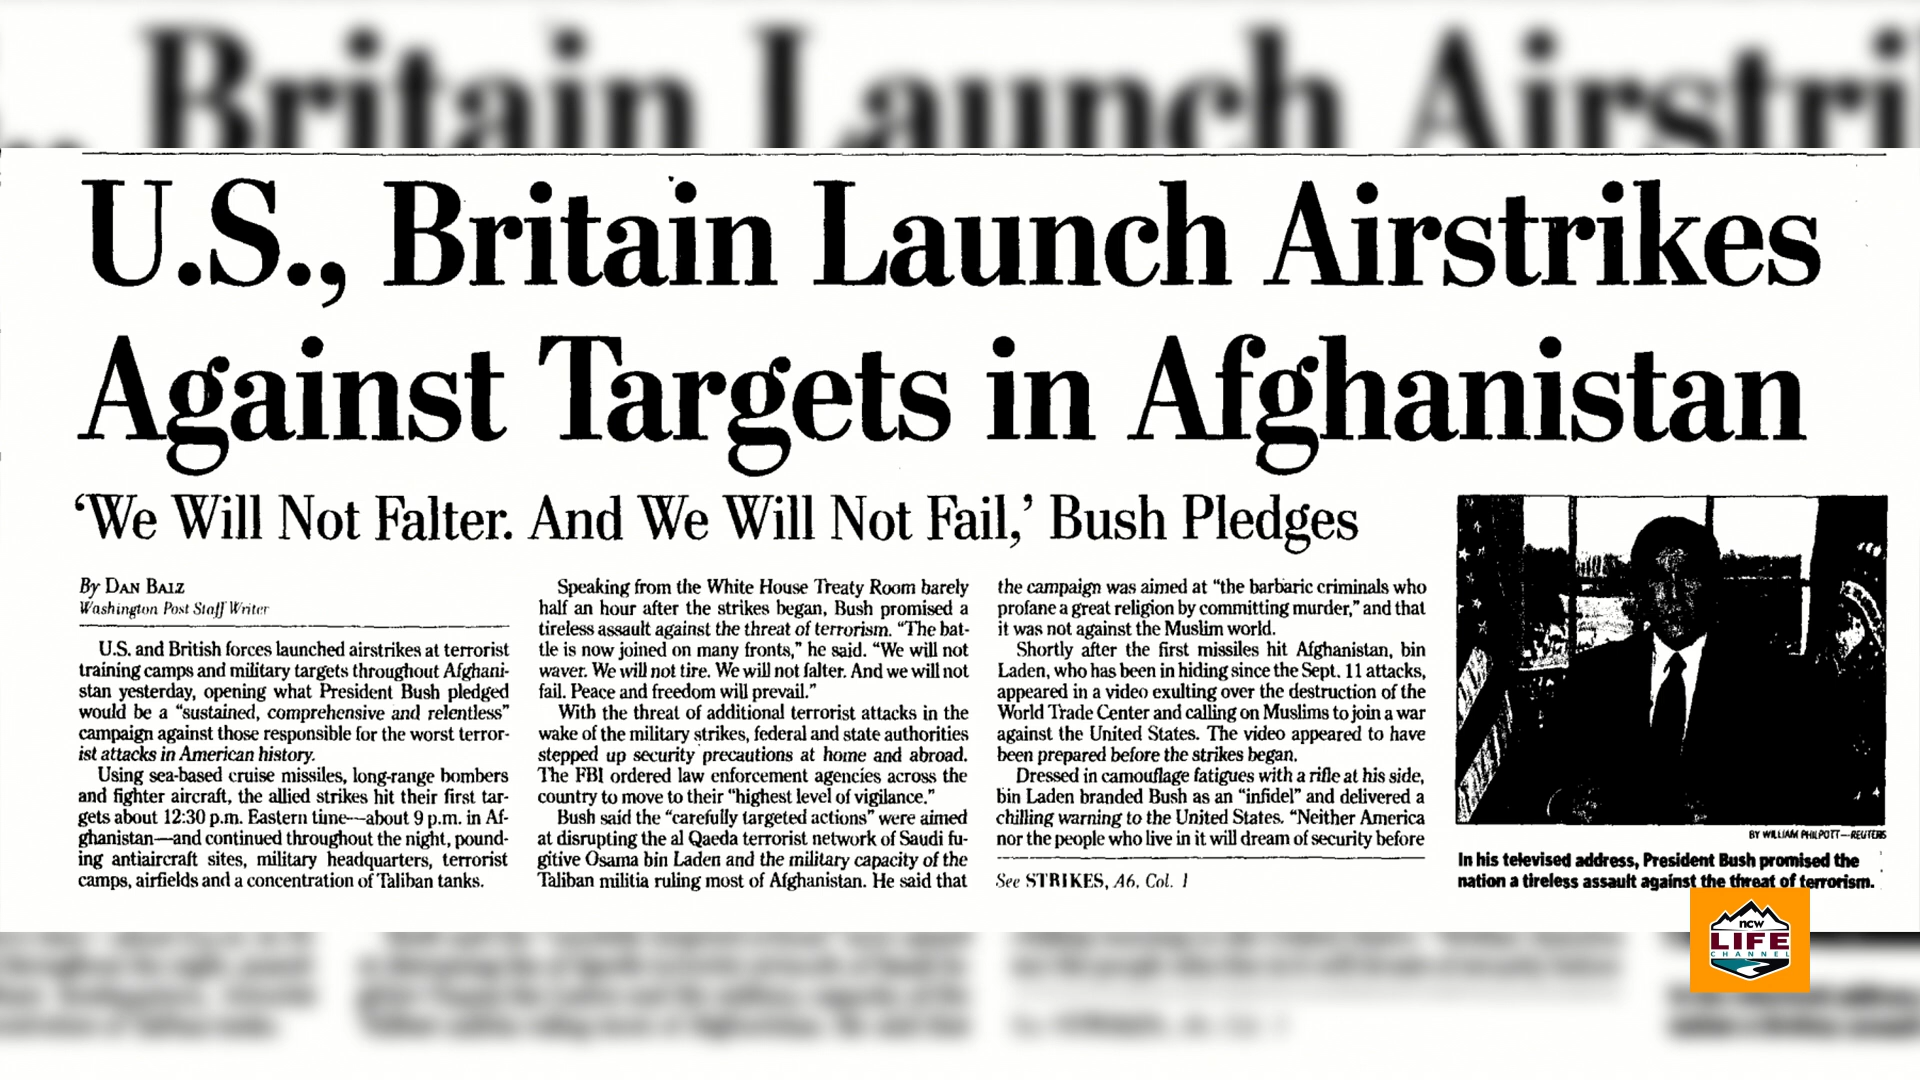 U.S., Britain Launch Airstrikes
Against Targets in Afghanistan
‘We Will Not Falter. And We Will Not Fail,’ Bush Pledges
By DAN BALZ
Washington Post Staff Writer
U.S. and British forces launched airstrikes at terrorist
training camps and military targets throughout Afghani-
stan yesterday, opening what President Bush pledged
would be a “sustained, comprehensive and relentless”
campaign against those responsible for the worst terror-
ist attacks in American history.
Using sea-based cruise missiles, long-range bombers
and fighter aircraft, the allied strikes hit their first tar-
gets about 12:30 p.m. Eastern time—about 9 p.m. in Af-
ghanistan—and continued throughout the night, pound-
ing antiaircraft sites, military headquarters, terrorist
camps, airfields and a concentration of Taliban tanks.
Speaking from the White House Treaty Room barely
half an hour after the strikes began, Bush promised a
tireless assault against the threat of terrorism. “The bat-
tle is now joined on many fronts,” he said. “We will not
waver. We will not tire. We will not falter. And we will not
fail. Peace and freedom will prevail.”
With the threat of additional terrorist attacks in the
wake of the military strikes, federal and state authorities
stepped up security precautions at home and abroad.
The FBI ordered law enforcement agencies across the
country to move to their “highest level of vigilance.”
Bush said the “carefully targeted actions” were aimed
at disrupting the al Qaeda terrorist network of Saudi fu-
gitive Osama bin Laden and the military capacity of the
Taliban militia ruling most of Afghanistan. He said that
the campaign was aimed at “the barbaric criminals who
profane a great religion by committing murder,” and that
it was not against the Muslim world.
Shortly after the first missiles hit Afghanistan, bin
Laden, who has been in hiding since the Sept. 11 attacks,
appeared in a video exulting over the destruction of the
World Trade Center and calling on Muslims to join a war
against the United States. The video appeared to have
been prepared before the strikes began.
Dressed in camouflage fatigues with a rifle at his side,
bin Laden branded Bush as an “infidel” and delivered a
chilling warning to the United States. “Neither America
nor the people who live in it will dream of security before
See STRIKES, A6, Col. 1
BY WILLIAM PHILPOTT—REUTERS
In his televised address, President Bush promised the
nation a tireless assault against the threat of terrorism.
ncw
LIFE
CHANNEL